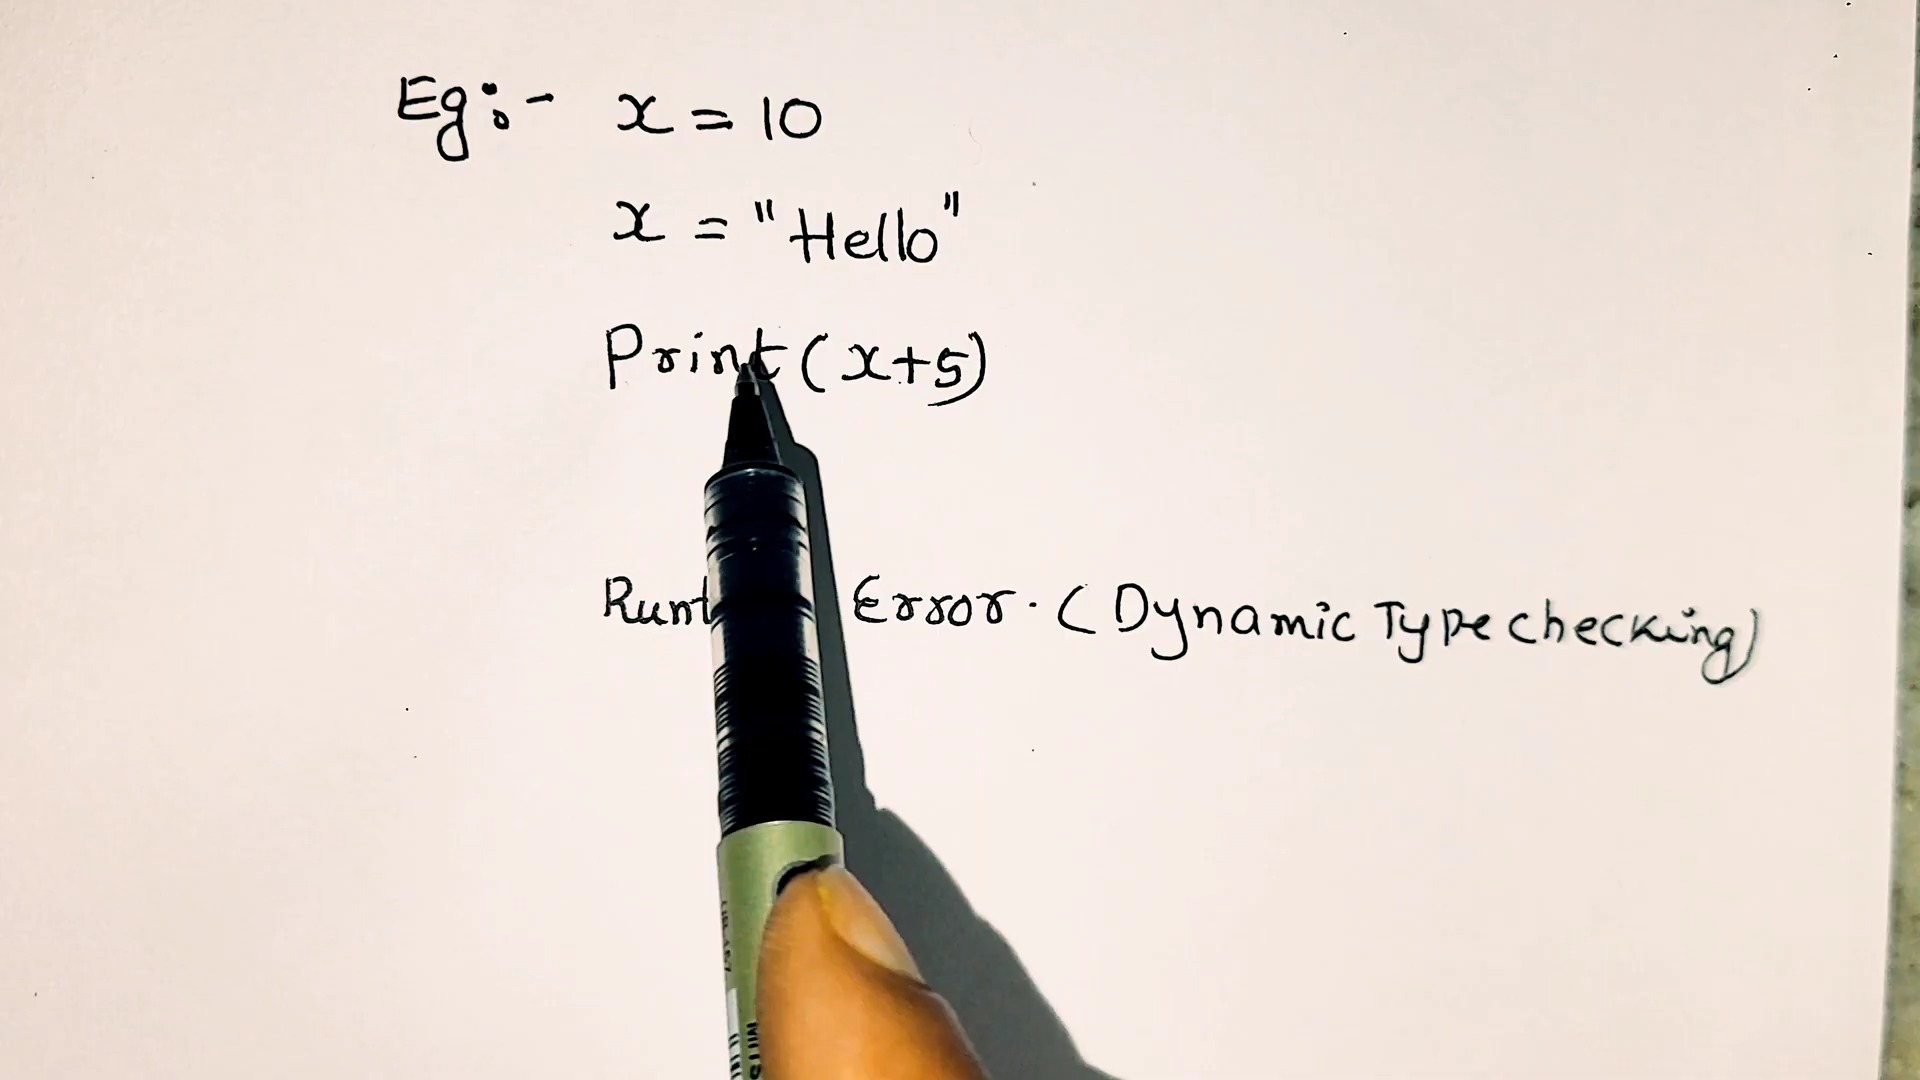 Eg:- x = 10
x = "Hello"
Print(x+5)
Error. (Dynamic Type checking)